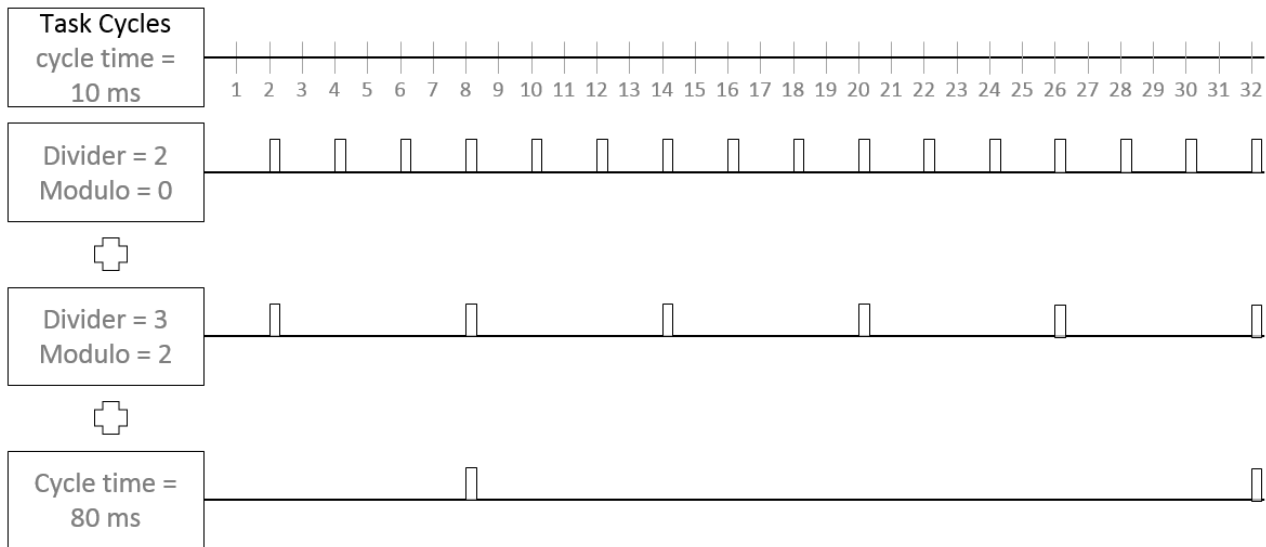 Task Cycles
cycle time =
10 ms
1 2 3 4 5 6 7 8 9 10 11 12 13 14 15 16 17 18 19 20 21 22 23 24 25 26 27 28 29 30 31 32
Divider = 2
Modulo = 0
Divider = 3
Modulo = 2
Cycle time =
80 ms